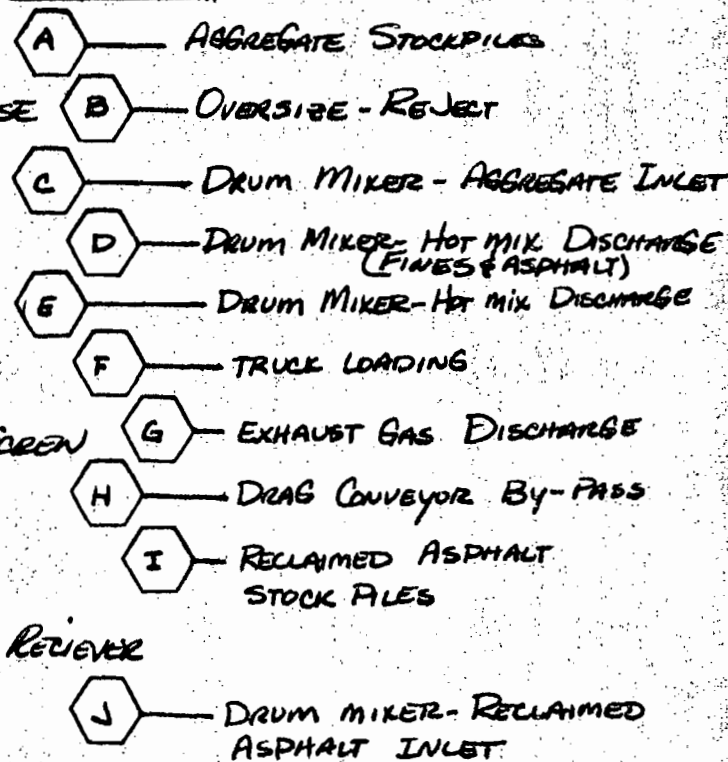 A AGGREGATE STOCKPILES
B OVERSIZE - REJECT
C DRUM MIXER - AGGREGATE INLET
D DRUM MIXER - HOT MIX DISCHARGE
(FINES & ASPHALT)
E DRUM MIXER - HOT MIX DISCHARGE
F TRUCK LOADING
G EXHAUST GAS DISCHARGE
H DRAG CONVEYOR BY-PASS
I RECLAIMED ASPHALT
STOCK PILES
RECIEVER
J DRUM MIXER - RECLAIMED
ASPHALT INLET